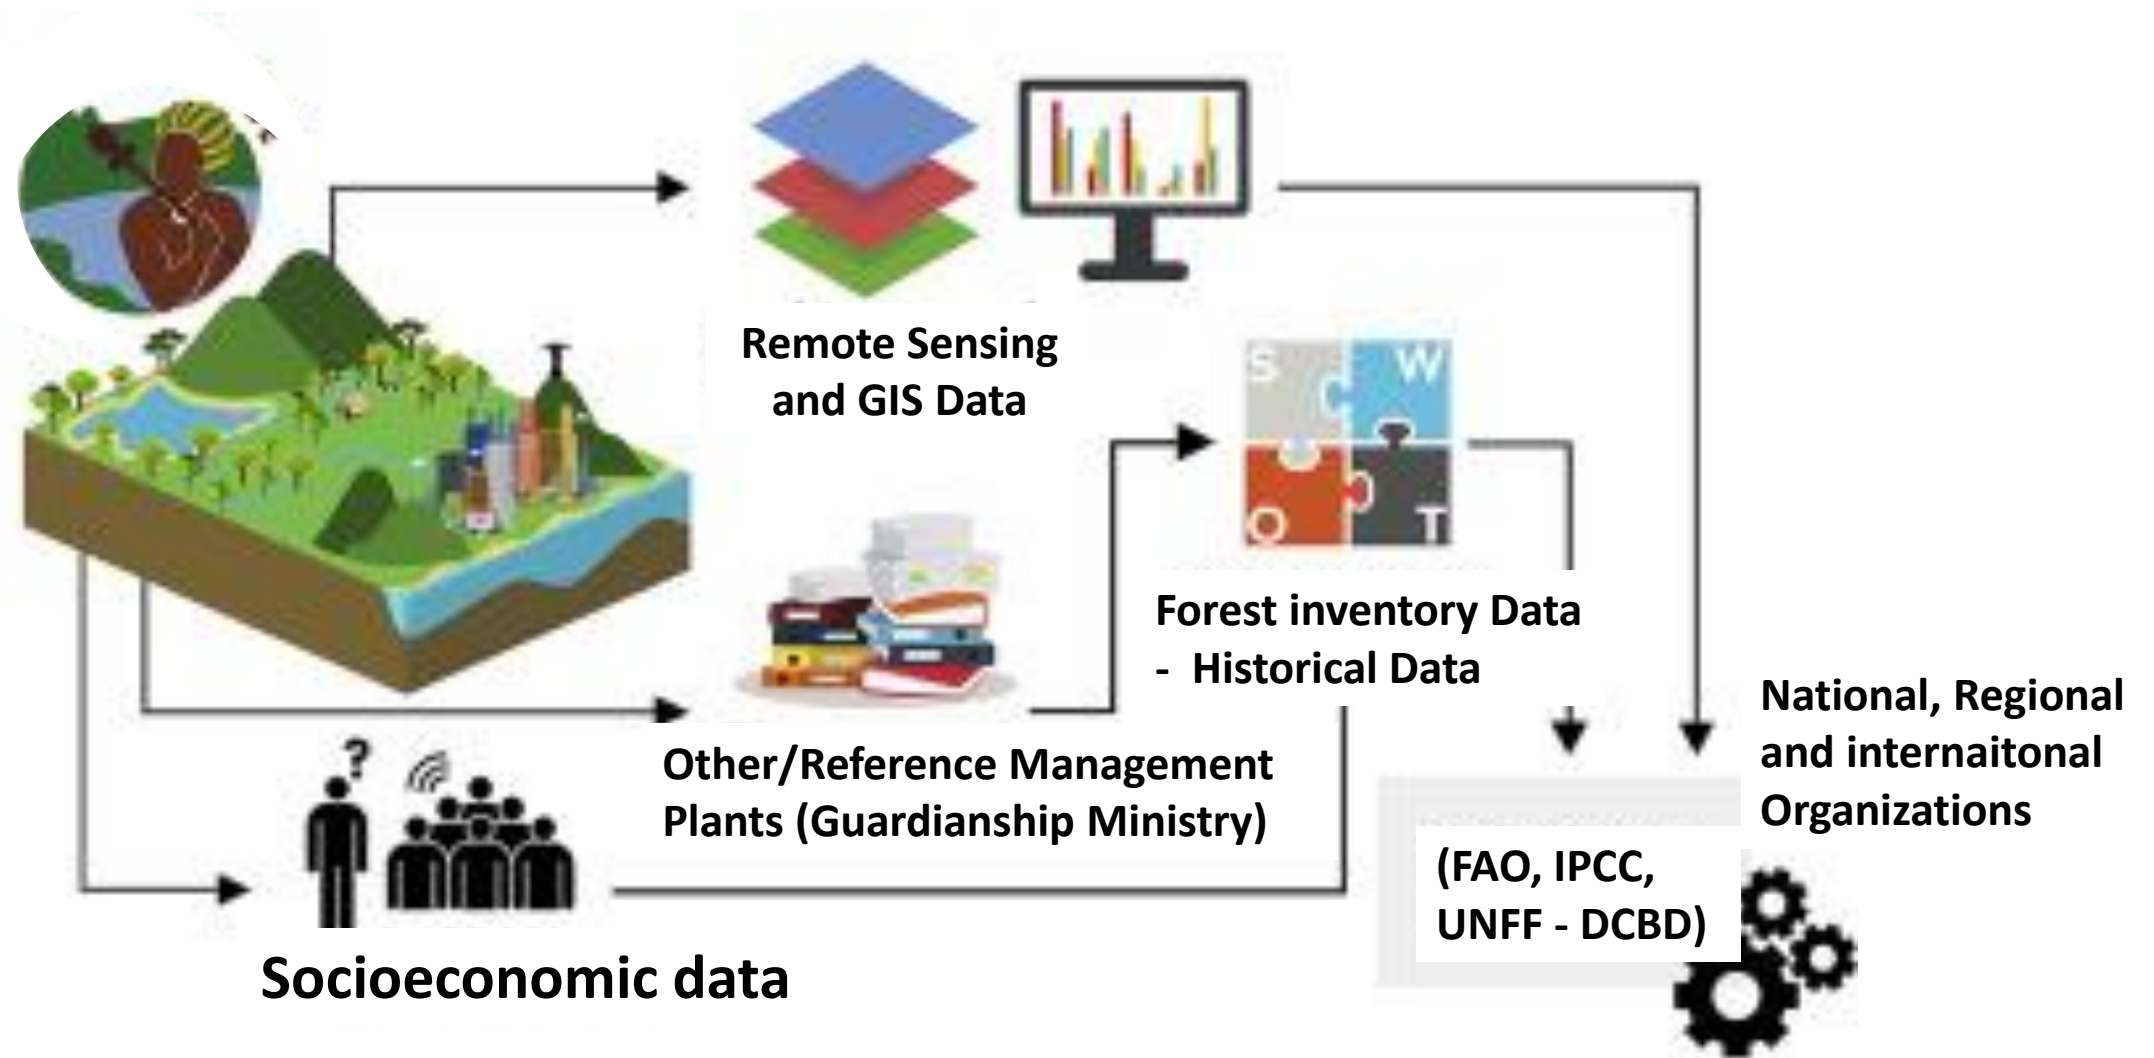 Remote Sensing
and GIS Data
S W
O T
Forest inventory Data
- Historical Data
Other/Reference Management
Plants (Guardianship Ministry)
?
Socioeconomic data
National, Regional
and internaitonal
Organizations
(FAO, IPCC,
UNFF - DCBD)